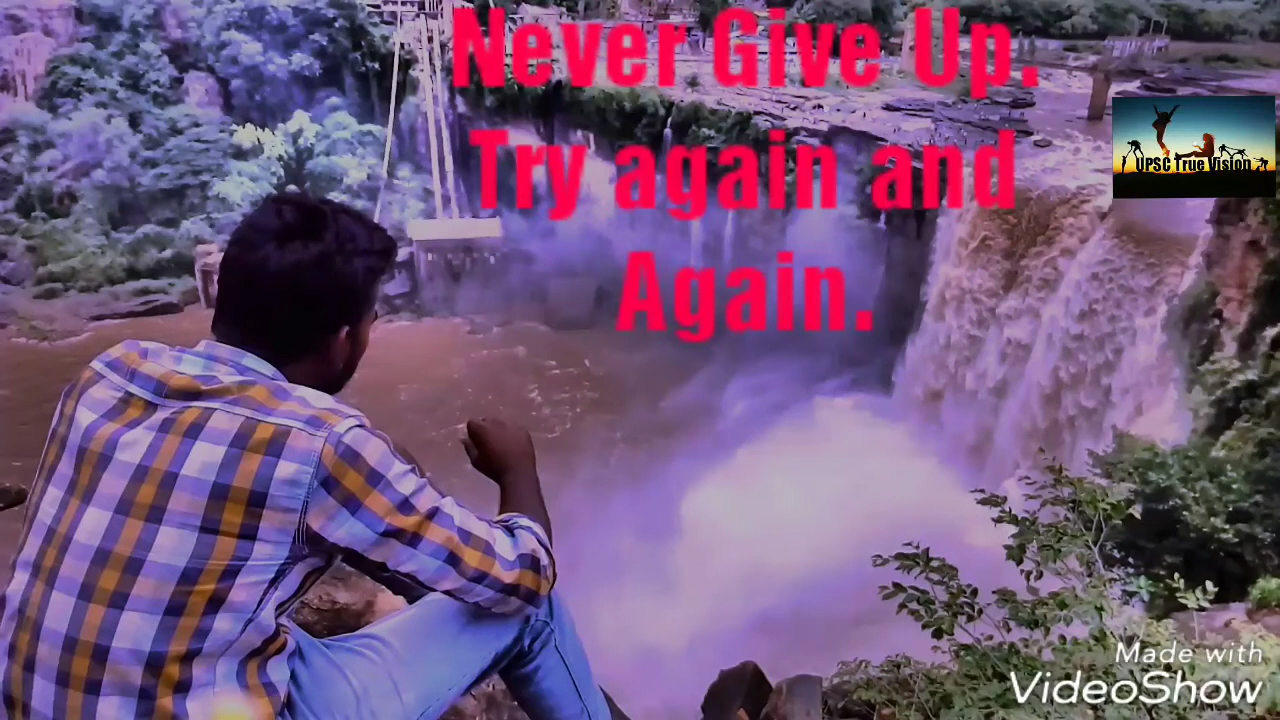 Never Give Up.
Try again and
Again.
UPSC True Vision
Made with
VideoShow